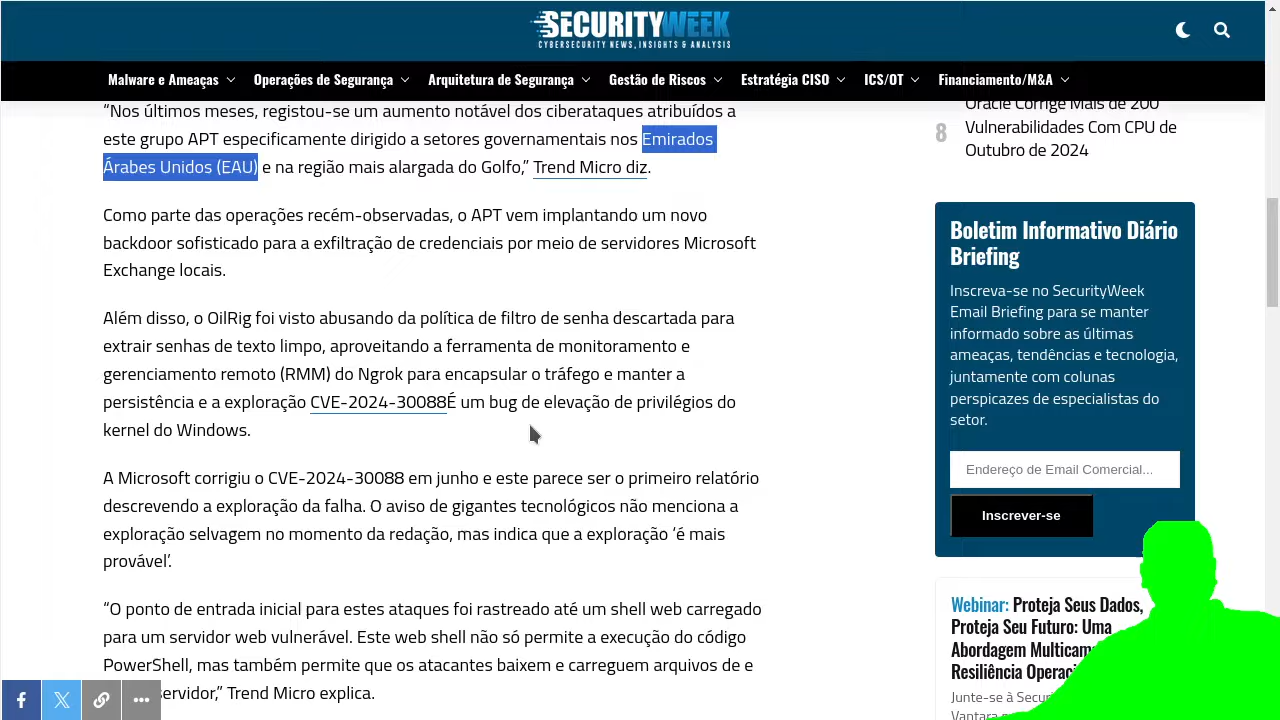 SECURITYWEEK
CYBERSECURITY NEWS, INSIGHTS & ANALYSIS
Malware e Ameaças
Operações de Segurança
Arquitetura de Segurança
Gestão de Riscos
Estratégia CISO
ICS/OT
Financiamento/M&A
“Nos últimos meses, registou-se um aumento notável dos ciberataques atribuídos a
este grupo APT especificamente dirigido a setores governamentais nos Emirados
Árabes Unidos (EAU) e na região mais alargada do Golfo,” Trend Micro diz.
Como parte das operações recém-observadas, o APT vem implantando um novo
backdoor sofisticado para a exfiltração de credenciais por meio de servidores Microsoft
Exchange locais.
Além disso, o OilRig foi visto abusando da política de filtro de senha descartada para
extrair senhas de texto limpo, aproveitando a ferramenta de monitoramento e
gerenciamento remoto (RMM) do Ngrok para encapsular o tráfego e manter a
persistência e a exploração CVE-2024-30088É um bug de elevação de privilégios do
kernel do Windows.
A Microsoft corrigiu o CVE-2024-30088 em junho e este parece ser o primeiro relatório
descrevendo a exploração da falha. O aviso de gigantes tecnológicos não menciona a
exploração selvagem no momento da redação, mas indica que a exploração ‘é mais
provável’.
“O ponto de entrada inicial para estes ataques foi rastreado até um shell web carregado
para um servidor web vulnerável. Este web shell não só permite a execução do código
PowerShell, mas também permite que os atacantes baixem e carreguem arquivos de e
servidor,” Trend Micro explica.
8
Oracle Corrige Mais de 200
Vulnerabilidades Com CPU de
Outubro de 2024
Boletim Informativo Diário
Briefing
Inscreva-se no SecurityWeek
Email Briefing para se manter
informado sobre as últimas
ameaças, tendências e tecnologia,
juntamente com colunas
perspicazes de especialistas do
setor.
Endereço de Email Comercial...
Inscrever-se
Webinar: Proteja Seus Dados,
Proteja Seu Futuro: Uma
Abordagem
Resiliência
Junte-se à